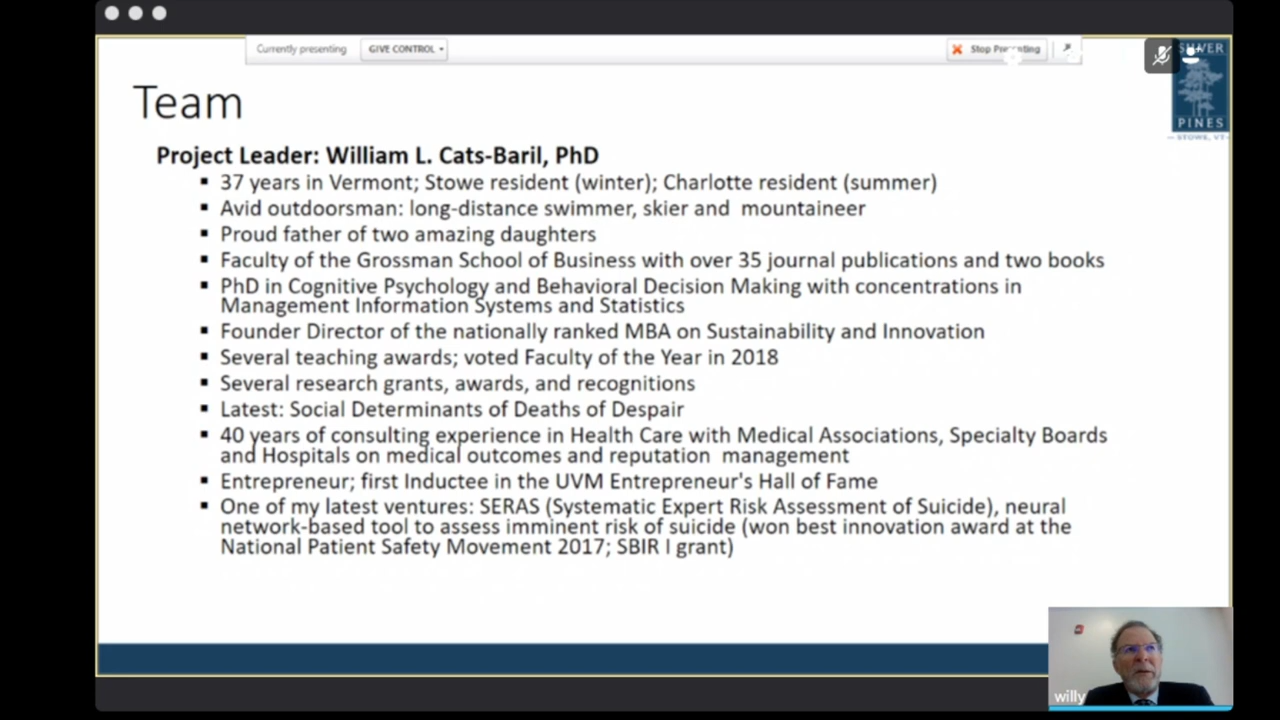 Currently presenting
GIVE CONTROL
Stop Presenting
Team
PINES
STOWE, VT
Project Leader: William L. Cats-Baril, PhD
▪ 37 years in Vermont; Stowe resident (winter); Charlotte resident (summer)
▪ Avid outdoorsman: long-distance swimmer, skier and mountaineer
▪ Proud father of two amazing daughters
▪ Faculty of the Grossman School of Business with over 35 journal publications and two books
▪ PhD in Cognitive Psychology and Behavioral Decision Making with concentrations in
Management Information Systems and Statistics
▪ Founder Director of the nationally ranked MBA on Sustainability and Innovation
▪ Several teaching awards; voted Faculty of the Year in 2018
▪ Several research grants, awards, and recognitions
▪ Latest: Social Determinants of Deaths of Despair
▪ 40 years of consulting experience in Health Care with Medical Associations, Specialty Boards
and Hospitals on medical outcomes and reputation management
▪ Entrepreneur; first Inductee in the UVM Entrepreneur's Hall of Fame
▪ One of my latest ventures: SERAS (Systematic Expert Risk Assessment of Suicide), neural
network-based tool to assess imminent risk of suicide (won best innovation award at the
National Patient Safety Movement 2017; SBIR I grant)
willy